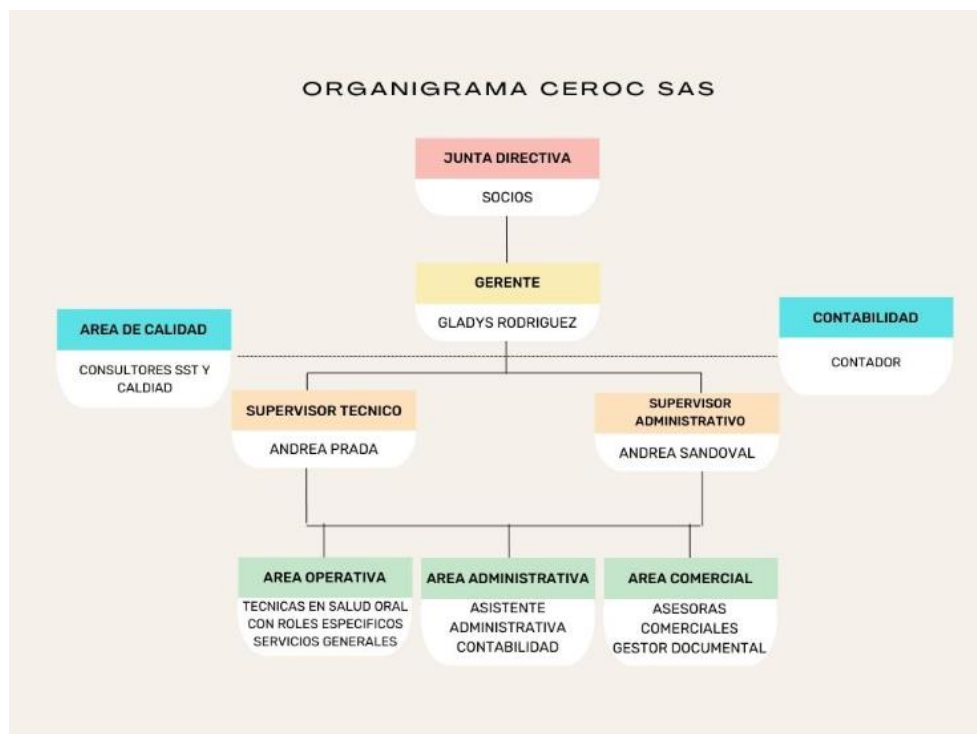 ORGANIGRAMA CEROC SAS
JUNTA DIRECTIVA
SOCIOS
GERENTE
GLADYS RODRIGUEZ
AREA DE CALIDAD
CONSULTORES SST Y
CALDIAD
CONTABILIDAD
CONTADOR
SUPERVISOR TECNICO
ANDREA PRADA
SUPERVISOR
ADMINISTRATIVO
ANDREA SANDOVAL
AREA OPERATIVA
TECNICAS EN SALUD ORAL
CON ROLES ESPECIFICOS
SERVICIOS GENERALES
AREA ADMINISTRATIVA
ASISTENTE
ADMINISTRATIVA
CONTABILIDAD
AREA COMERCIAL
ASESORAS
COMERCIALES
GESTOR DOCUMENTAL